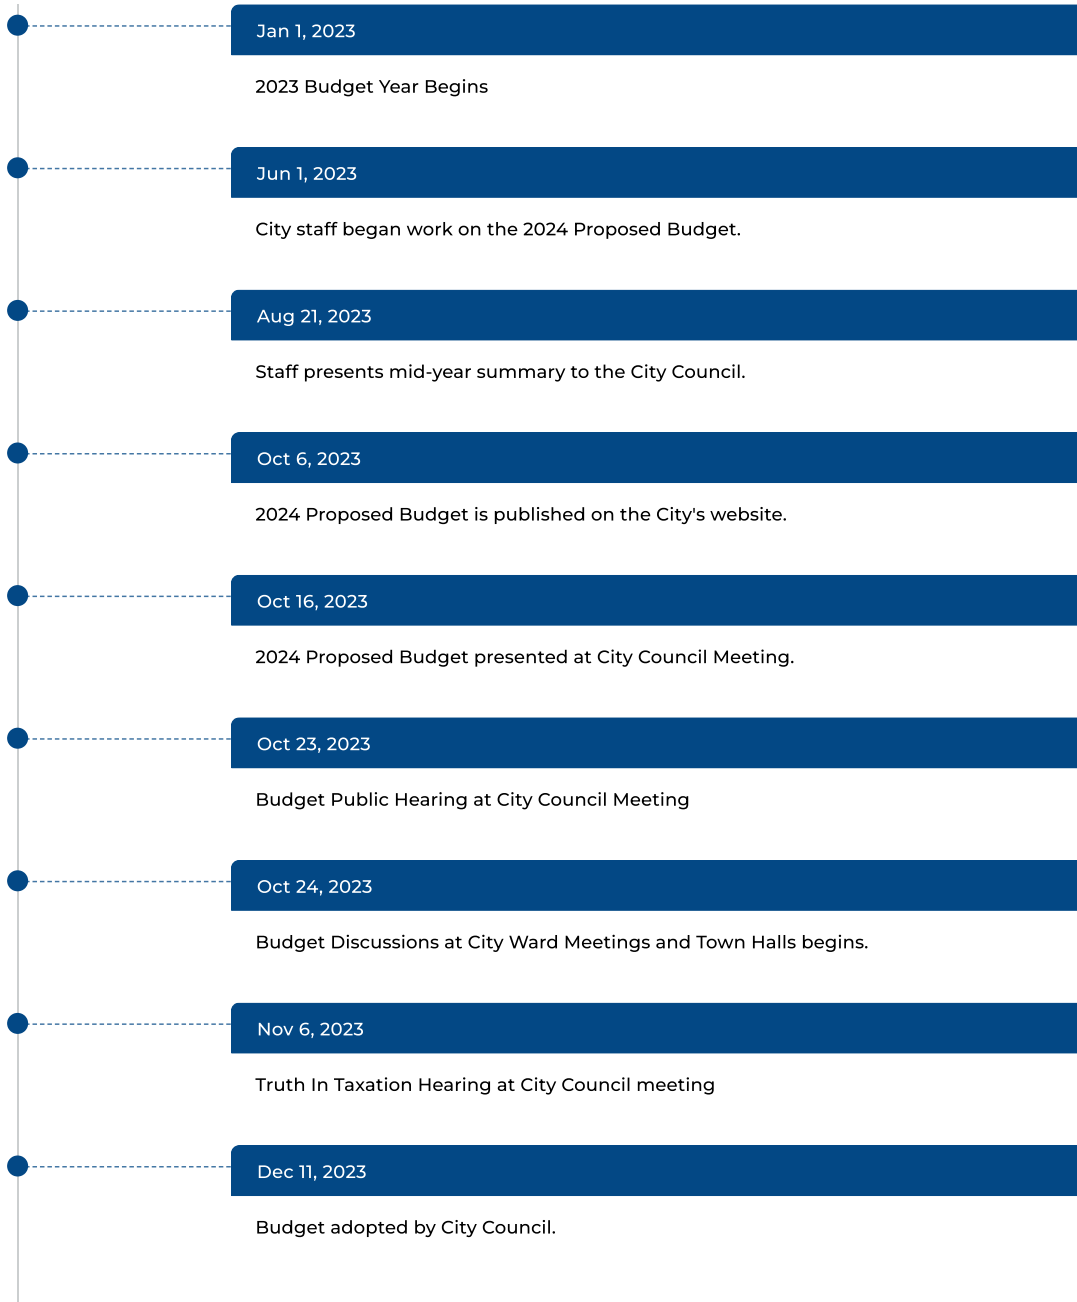 Jan 1, 2023
2023 Budget Year Begins
Jun 1, 2023
City staff began work on the 2024 Proposed Budget.
Aug 21, 2023
Staff presents mid-year summary to the City Council.
Oct 6, 2023
2024 Proposed Budget is published on the City's website.
Oct 16, 2023
2024 Proposed Budget presented at City Council Meeting.
Oct 23, 2023
Budget Public Hearing at City Council Meeting
Oct 24, 2023
Budget Discussions at City Ward Meetings and Town Halls begins.
Nov 6, 2023
Truth In Taxation Hearing at City Council meeting
Dec 11, 2023
Budget adopted by City Council.